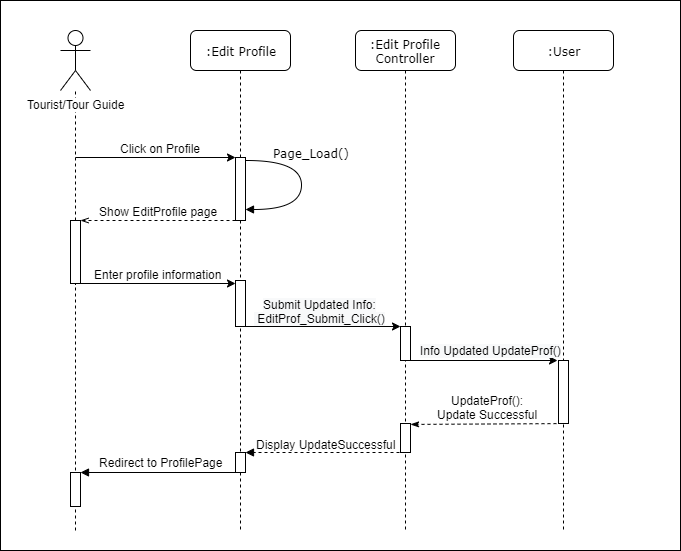 :Edit Profile
:Edit Profile
Controller
:User
Tourist/Tour Guide
Click on Profile
Page_Load()
Show EditProfile page
Enter profile information
Submit Updated Info:
EditProf_Submit_Click()
Info Updated UpdateProf()
UpdateProf():
Update Successful
Display UpdateSuccessful
Redirect to ProfilePage